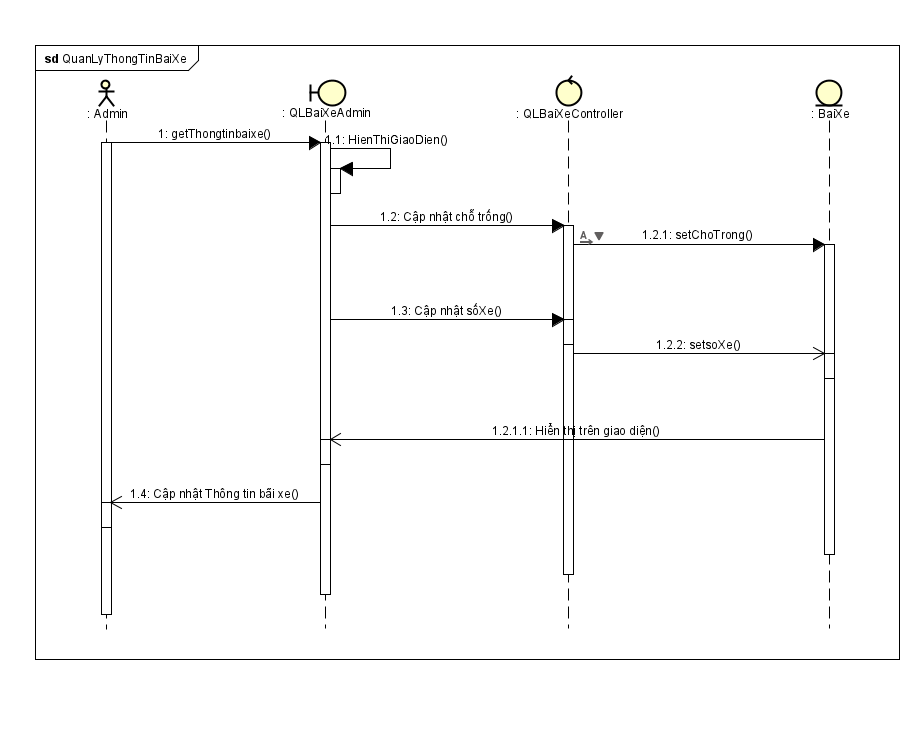 sd QuanLyThongTinBaiXe
: Admin
: QLBaiXeAdmin
: QLBaiXeController
: BaiXe
1: getThongtinbaixe()
1.1: HienThiGiaoDien()
1.2: Cập nhật chỗ trống()
A
1.2.1: setChoTrong()
1.3: Cập nhật sốXe()
1.2.2: setsoXe()
1.2.1.1: Hiển thị trên giao diện()
1.4: Cập nhật Thông tin bãi xe()